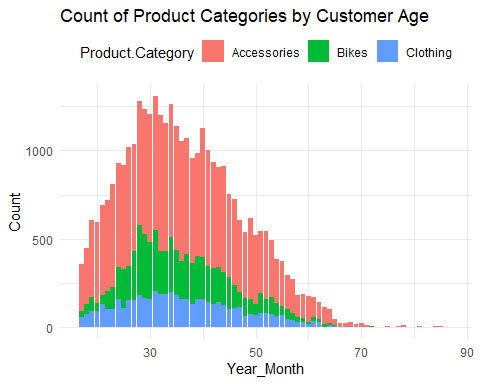 Count of Product Categories by Customer Age
Product.Category Accessories Bikes Clothing
1000
500
0
Count
30 50 70 90
Year_Month